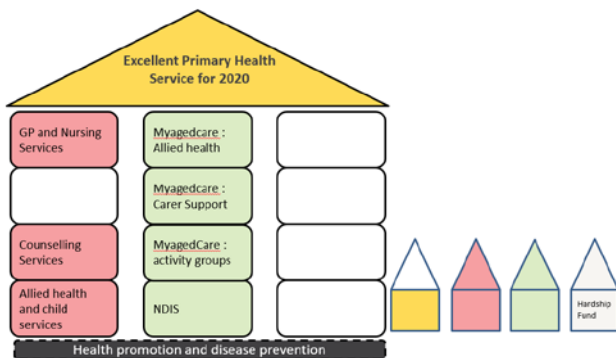 Excellent Primary Health
Service for 2020
GP and Nursing
Services
Myagedcare :
Allied health
Myagedcare :
Carer Support
Counselling
Services
MyagedCare :
activity groups
Allied health
and child
services
NDIS
Hardship
Fund
Health promotion and disease prevention